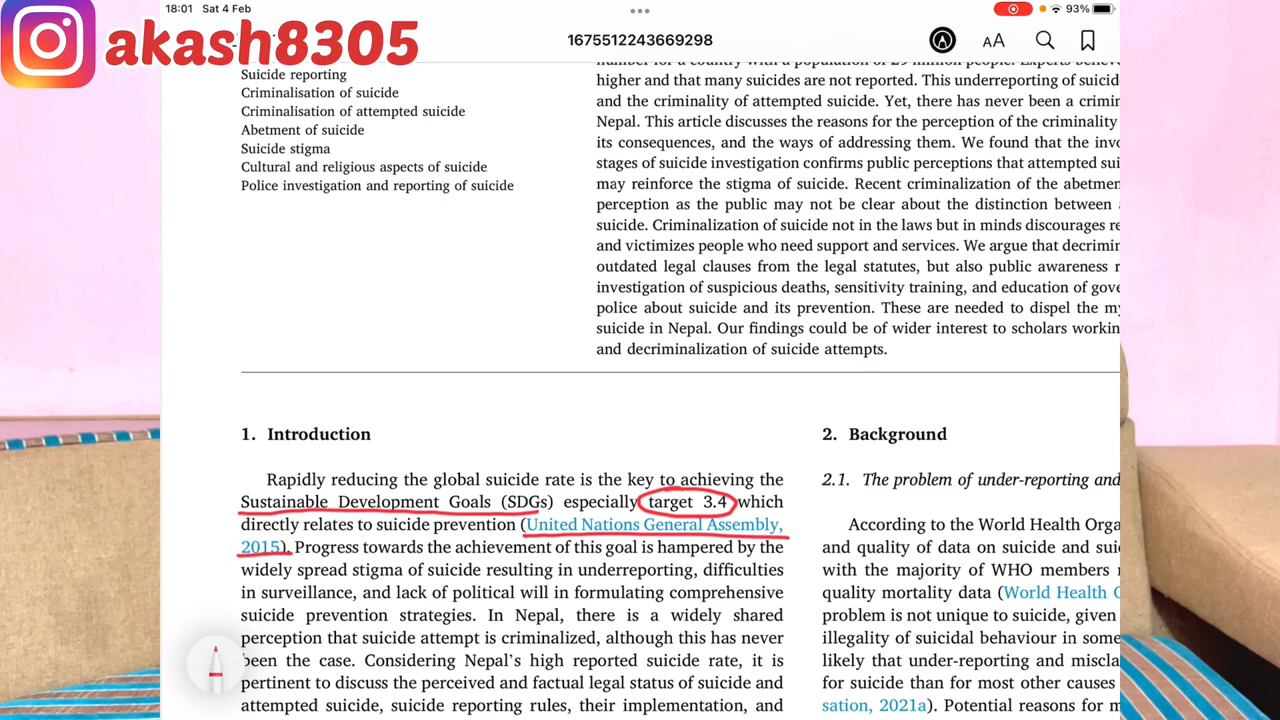 18:01 Sat 4 Feb
93%
akash8305
1675512243669298
AA
Suicide reporting
Criminalisation of suicide
Criminalisation of attempted suicide
Abetment of suicide
Suicide stigma
Cultural and religious aspects of suicide
Police investigation and reporting of suicide
number for a country with a population of 29 million people. Experts
higher and that many suicides are not reported. This underreporting of suicid
and the criminality of attempted suicide. Yet, there has never been a crimin
Nepal. This article discusses the reasons for the perception of the criminality
its consequences, and the ways of addressing them. We found that the invo
stages of suicide investigation confirms public perceptions that attempted sui
may reinforce the stigma of suicide. Recent criminalization of the abetmen
perception as the public may not be clear about the distinction between
suicide. Criminalization of suicide not in the laws but in minds discourages re
and victimizes people who need support and services. We argue that decrimin
outdated legal clauses from the legal statutes, but also public awareness r
investigation of suspicious deaths, sensitivity training, and education of gove
police about suicide and its prevention. These are needed to dispel the my
suicide in Nepal. Our findings could be of wider interest to scholars workin
and decriminalization of suicide attempts.
1. Introduction
Rapidly reducing the global suicide rate is the key to achieving the
Sustainable Development Goals (SDGs) especially target 3.4 which
directly relates to suicide prevention (United Nations General Assembly,
2015). Progress towards the achievement of this goal is hampered by the
widely spread stigma of suicide resulting in underreporting, difficulties
in surveillance, and lack of political will in formulating comprehensive
suicide prevention strategies. In Nepal, there is a widely shared
perception that suicide attempt is criminalized, although this has never
been the case. Considering Nepal's high reported suicide rate, it is
pertinent to discuss the perceived and factual legal status of suicide and
attempted suicide, suicide reporting rules, their implementation, and
2. Background
2.1. The problem of under-reporting and
According to the World Health Orga
and quality of data on suicide and suic
with the majority of WHO members
quality mortality data (World Health O
problem is not unique to suicide, given
illegality of suicidal behaviour in some
likely that under-reporting and miscla
for suicide than for most other causes
sation, 2021a). Potential reasons for m